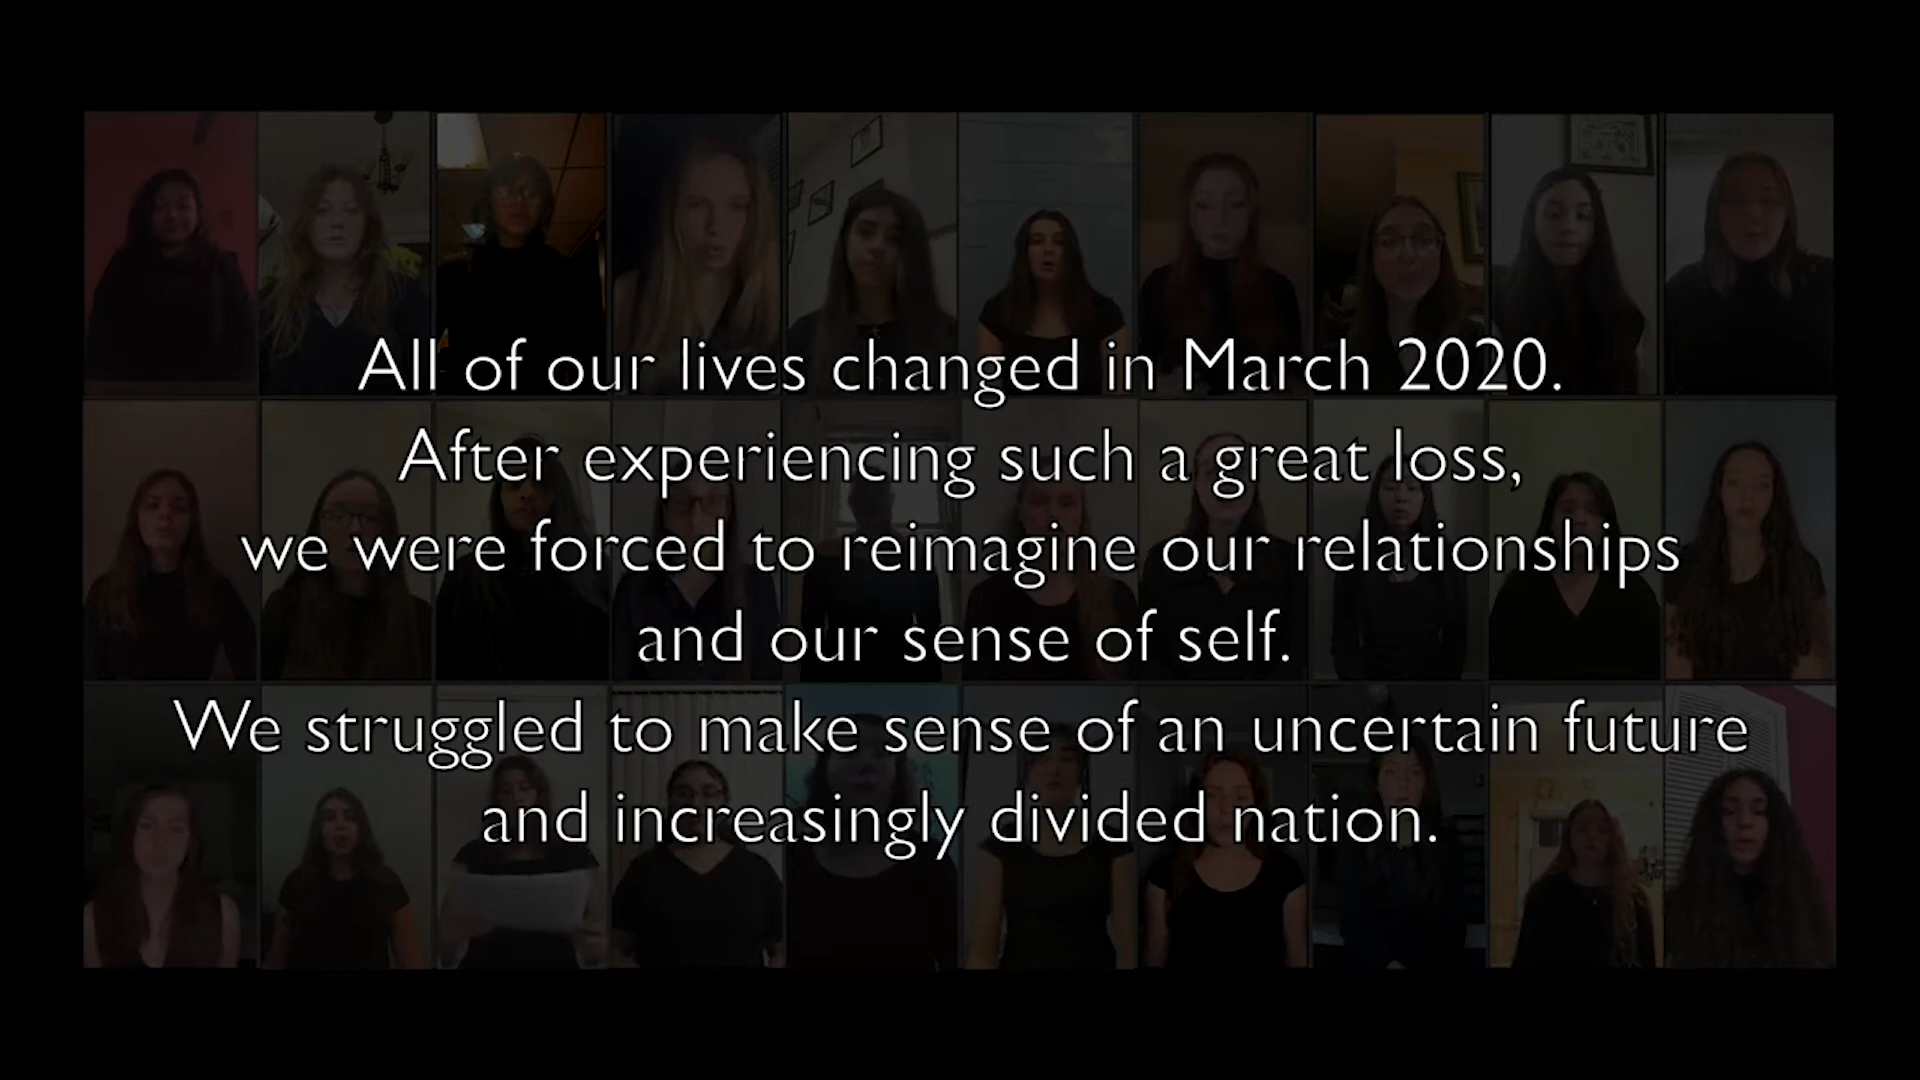 All of our lives changed in March 2020.
After experiencing such a great loss,
we were forced to reimagine our relationships
and our sense of self.
We struggled to make sense of an uncertain future
and increasingly divided nation.